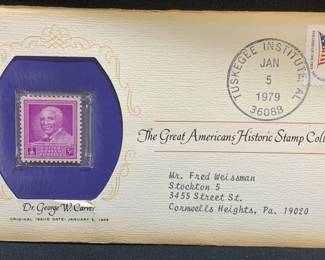 TUSKEGEE INSTITUTE, AL
JAN
5
1979
36088
The Great Americans Historic Stamp Coll
Mr. Fred Weissman
Stockton 5
3455 Street St.
Cornwells Heights, Pa. 19020
Dr. George W. Carver
ORIGINAL ISSUE DATE: JANUARY 5, 1948